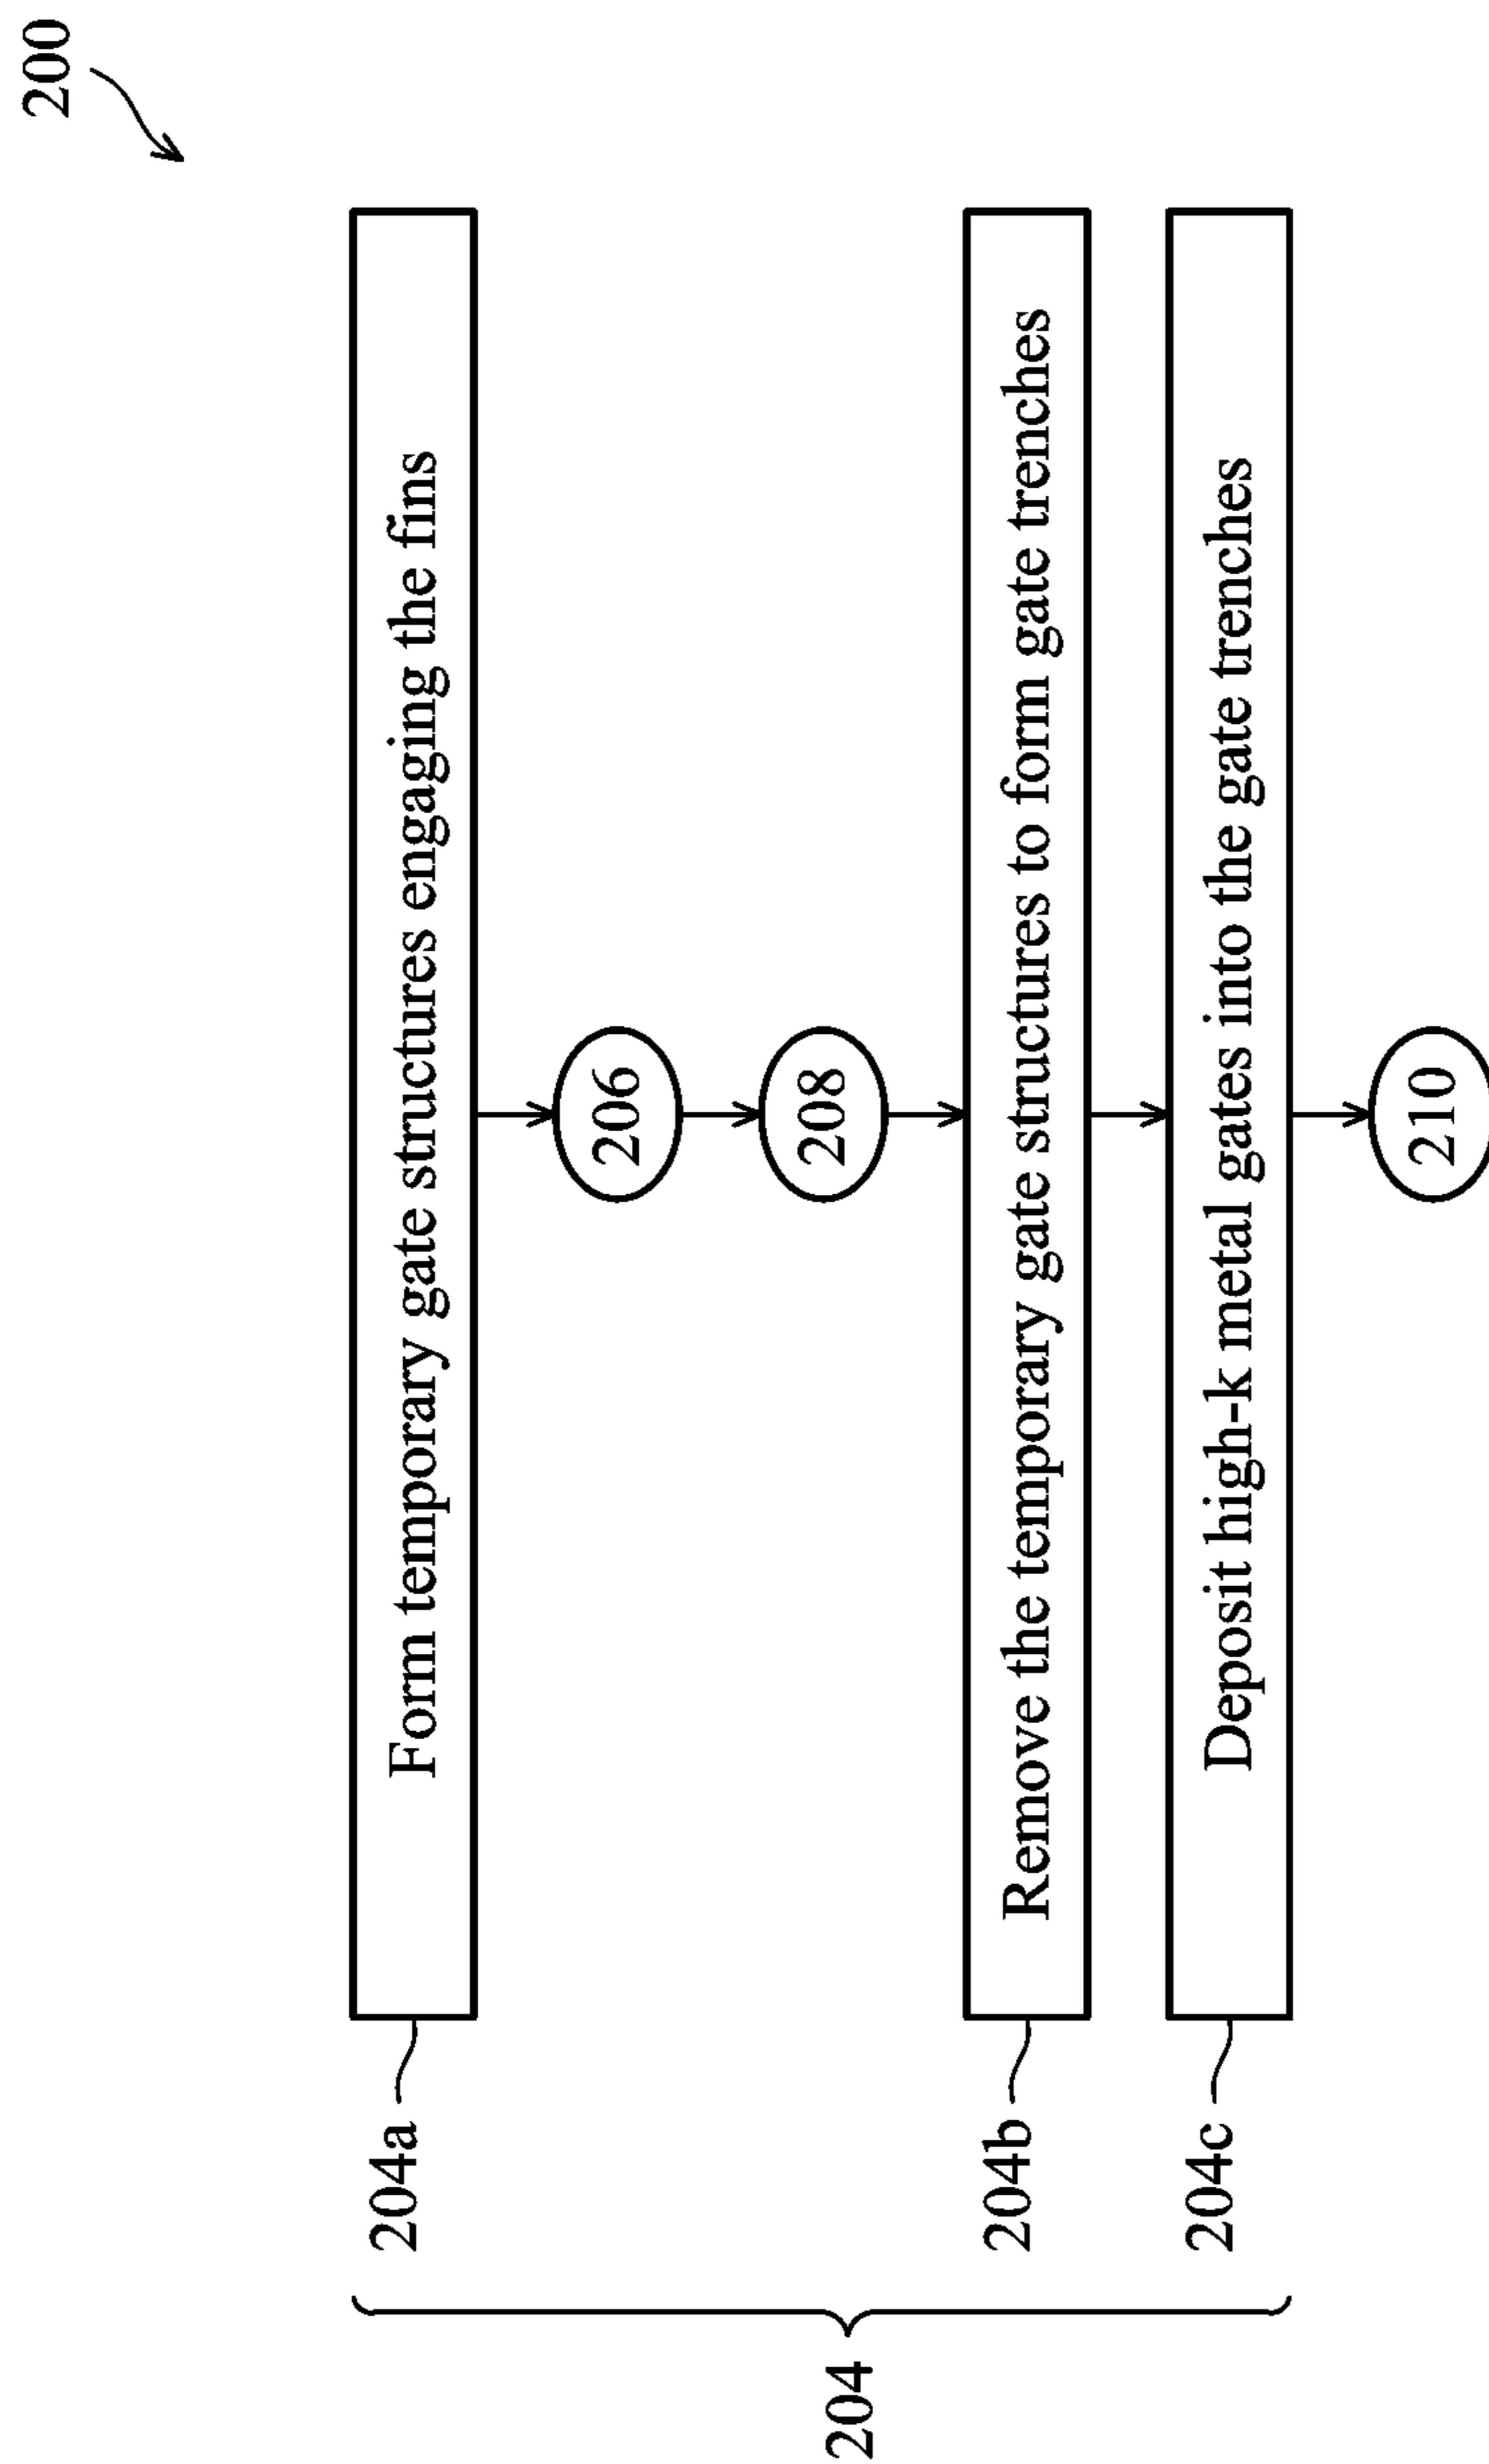 200
204a
Form temporary gate structures engaging the fins
206
208
204
204b
Remove the temporary gate structures to form gate trenches
204c
Deposit high-k metal gates into the gate trenches
210